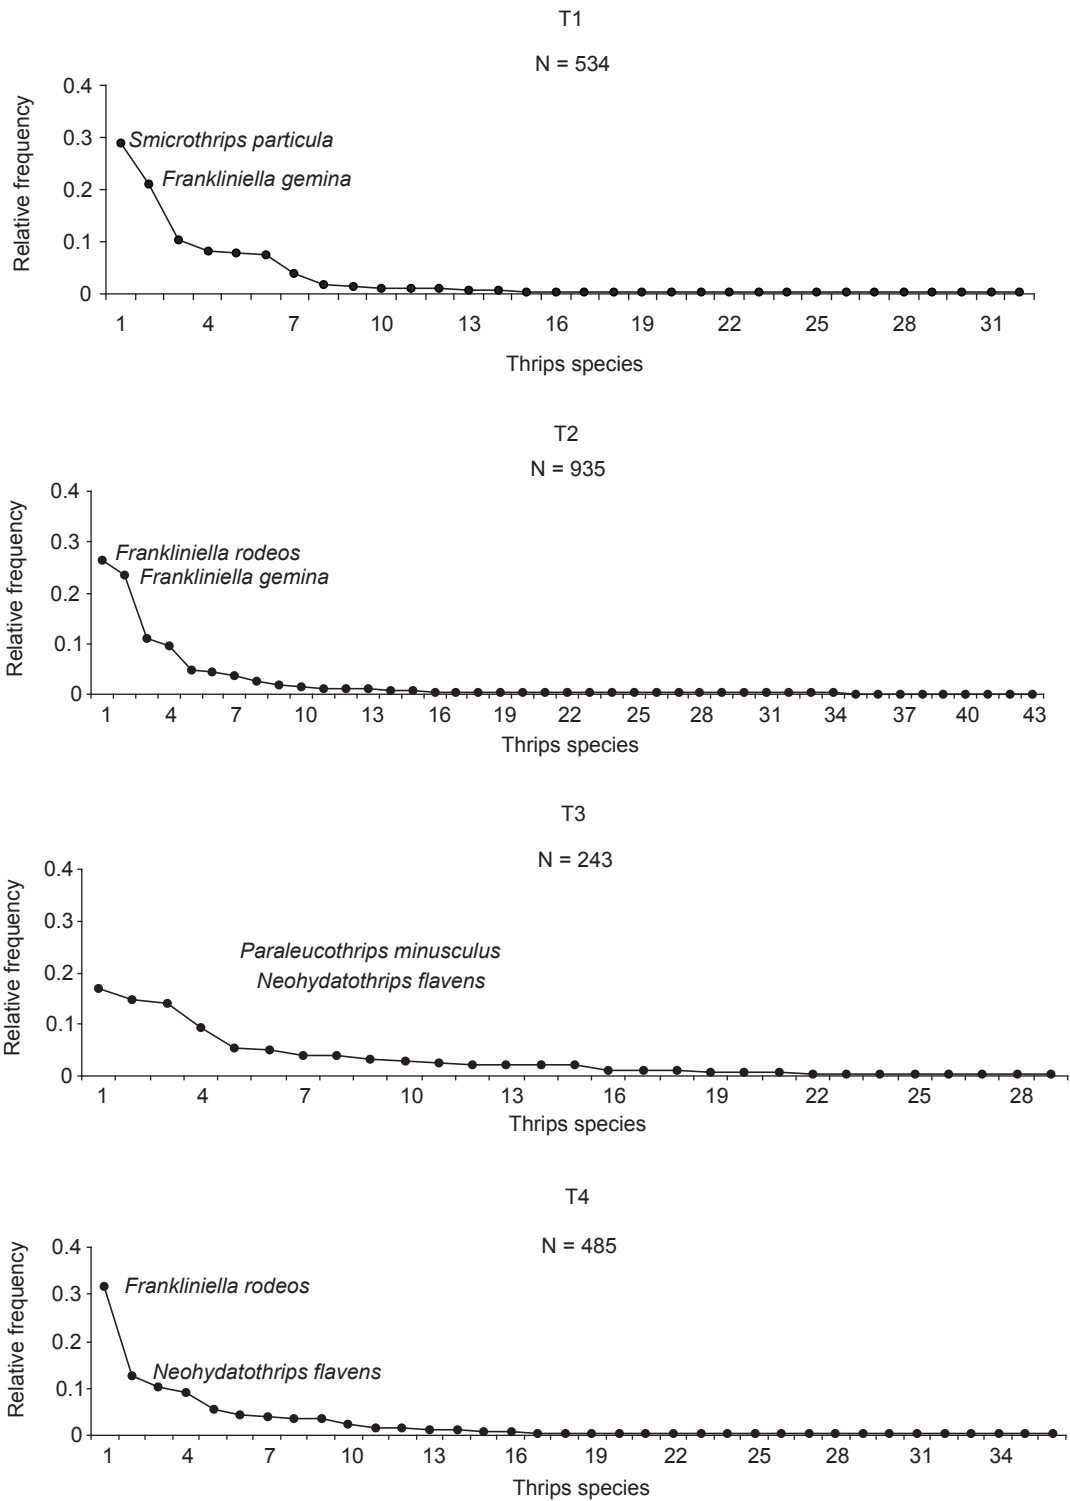 T1
N = 534
Relative frequency
0.4
0.3
0.2
0.1
0
Smicrothrips particula
Frankliniella gemina
1 4 7 10 13 16 19 22 25 28 31
Thrips species
T2
N = 935
Relative frequency
0.4
0.3
0.2
0.1
0
Frankliniella rodeos
Frankliniella gemina
1 4 7 10 13 16 19 22 25 28 31 34 37 40 43
Thrips species
T3
N = 243
Relative frequency
0.4
0.3
0.2
0.1
0
Paraleucothrips minusculus
Neohydatothrips flavens
1 4 7 10 13 16 19 22 25 28
Thrips species
T4
N = 485
Relative frequency
0.4
0.3
0.2
0.1
0
Frankliniella rodeos
Neohydatothrips flavens
1 4 7 10 13 16 19 22 25 28 31 34
Thrips species